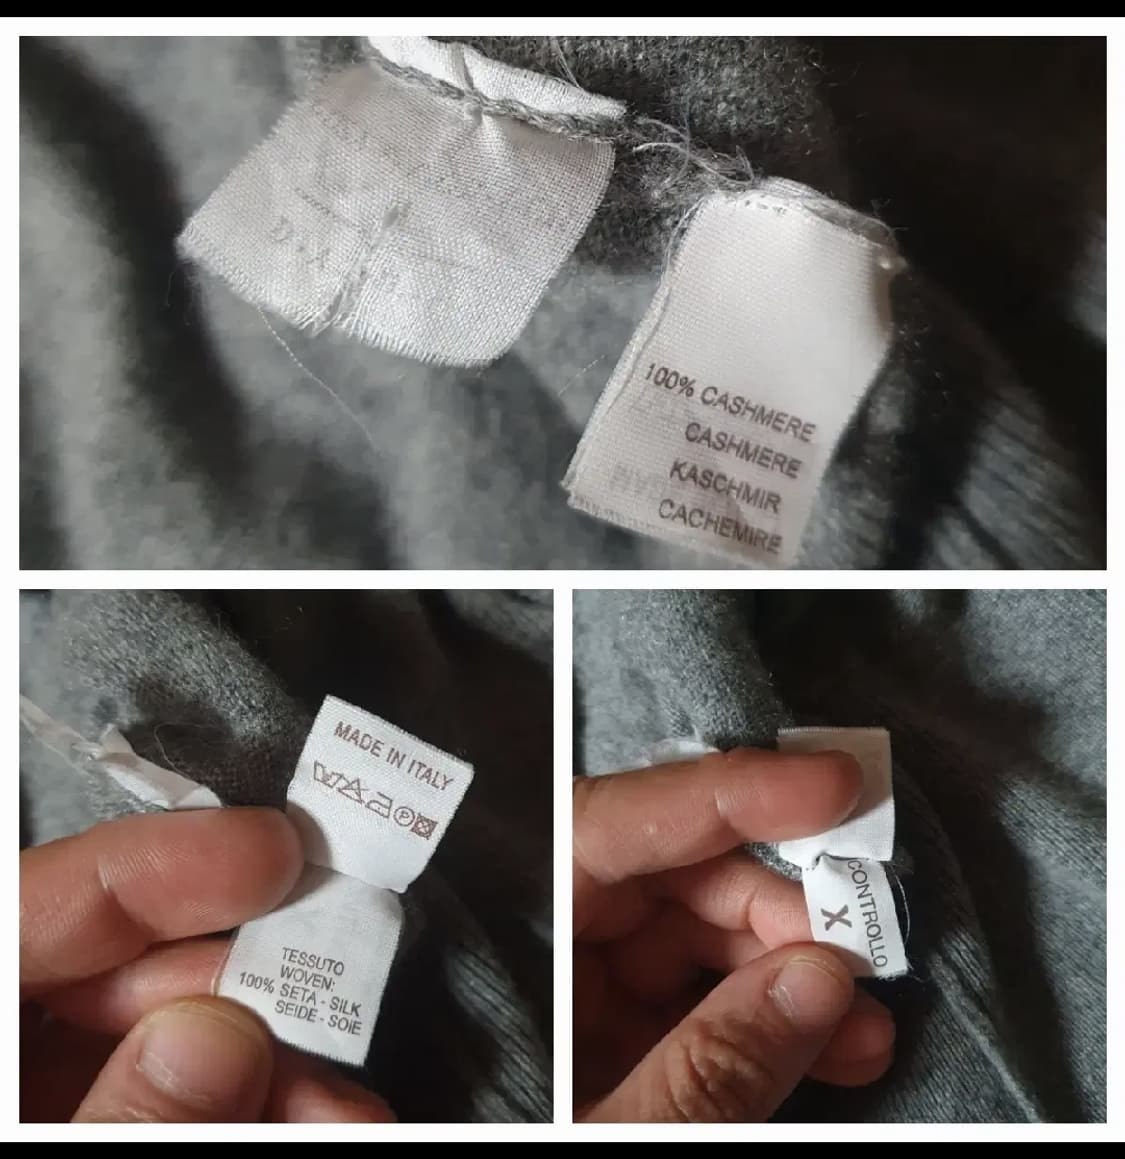 100% CASHMERE
CASHMERE
KASCHMIR
CACHEMIRE
MADE IN ITALY
P
TESSUTO
WOVEN:
100% SETA - SILK
SEIDE - SOIE
CONTROLLO
X